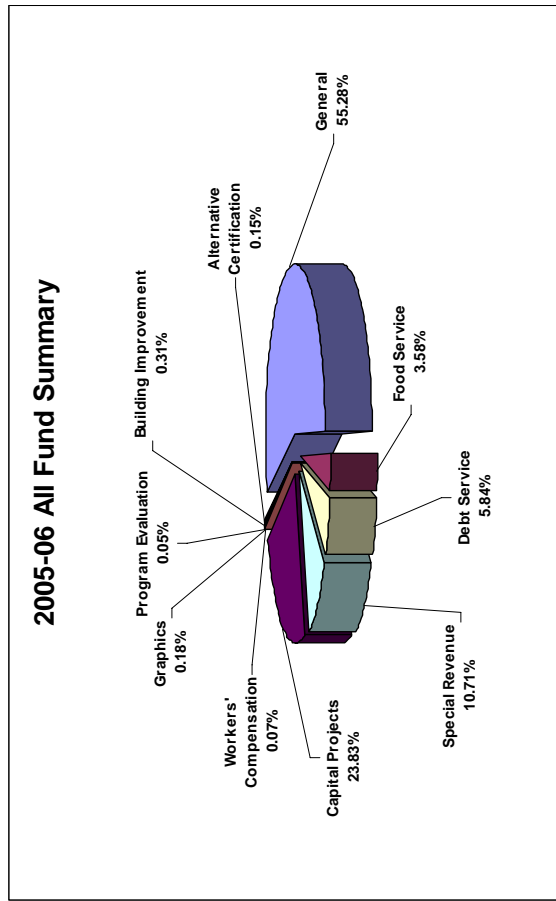 2005-06 All Fund Summary
Building Improvement
0.31%
Alternative
Certification
0.15%
General
55.28%
Food Service
3.58%
Debt Service
5.84%
Special Revenue
10.71%
Capital Projects
23.83%
Workers'
Compensation
0.07%
Graphics
0.18%
Program Evaluation
0.05%